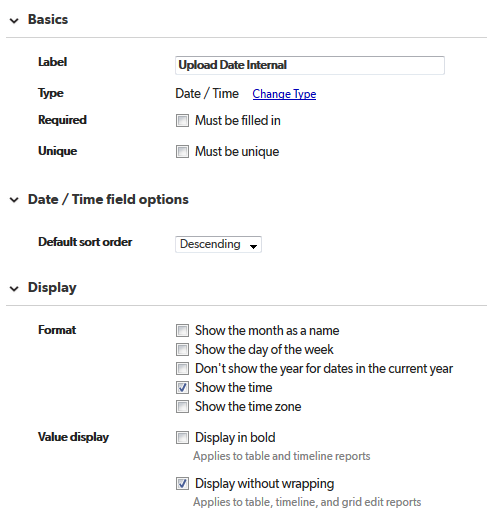 Basics
Label Upload Date Internal
Type Date / Time Change Type
Required Must be filled in
Unique Must be unique
Date / Time field options
Default sort order Descending
Display
Format Show the month as a name
Show the day of the week
Don't show the year for dates in the current year
Show the time
Show the time zone
Value display Display in bold
Applies to table and timeline reports
Display without wrapping
Applies to table, timeline, and grid edit reports